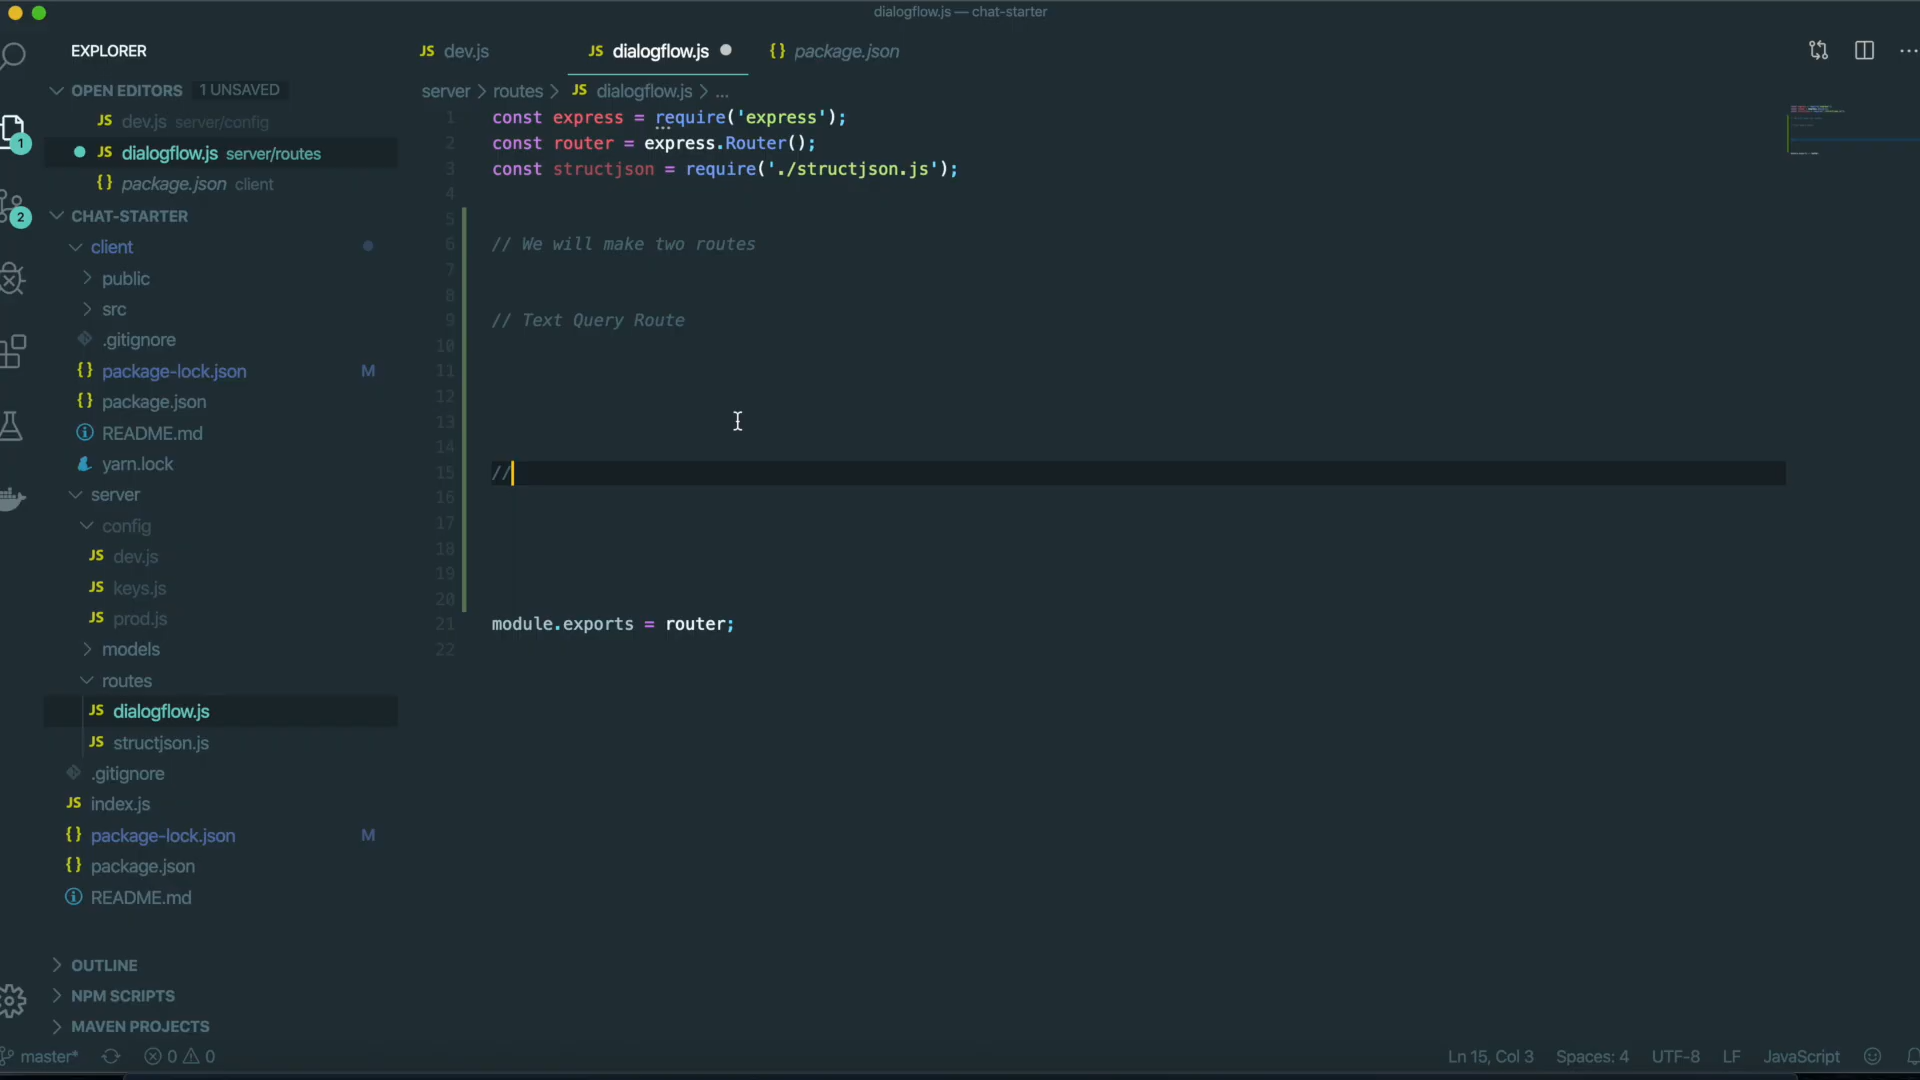 dialogflow.js — chat-starter
EXPLORER
JS dev.js
JS dialogflow.js
{} package.json
OPEN EDITORS 1 UNSAVED
JS dev.js server/config
JS dialogflow.js server/routes
{} package.json client
CHAT-STARTER
client
public
src
.gitignore
{} package-lock.json M
{} package.json
README.md
yarn.lock
server
config
JS dev.js
JS keys.js
JS prod.js
models
routes
JS dialogflow.js
JS structjson.js
.gitignore
JS index.js
{} package-lock.json M
{} package.json
README.md
OUTLINE
NPM SCRIPTS
MAVEN PROJECTS
1
2
server > routes > JS dialogflow.js > ...
1 const express = require('express');
2 const router = express.Router();
3 const structjson = require('./structjson.js');
4
5
6 // We will make two routes
7
8
9 // Text Query Route
10
11
12
13
14
15 //
16
17
18
19
20
21 module.exports = router;
22
master* 0 0 Ln 15, Col 3 Spaces: 4 UTF-8 LF JavaScript